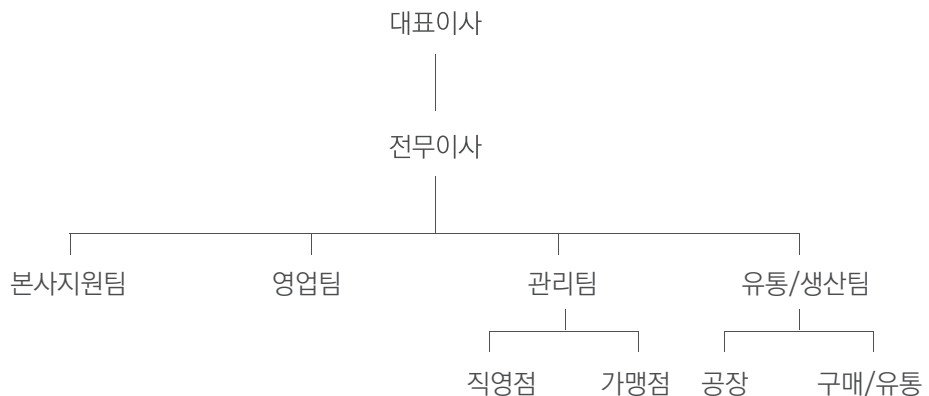 대표이사
전무이사
본사지원팀 영업팀 관리팀 유통/생산팀
직영점 가맹점 공장 구매/유통